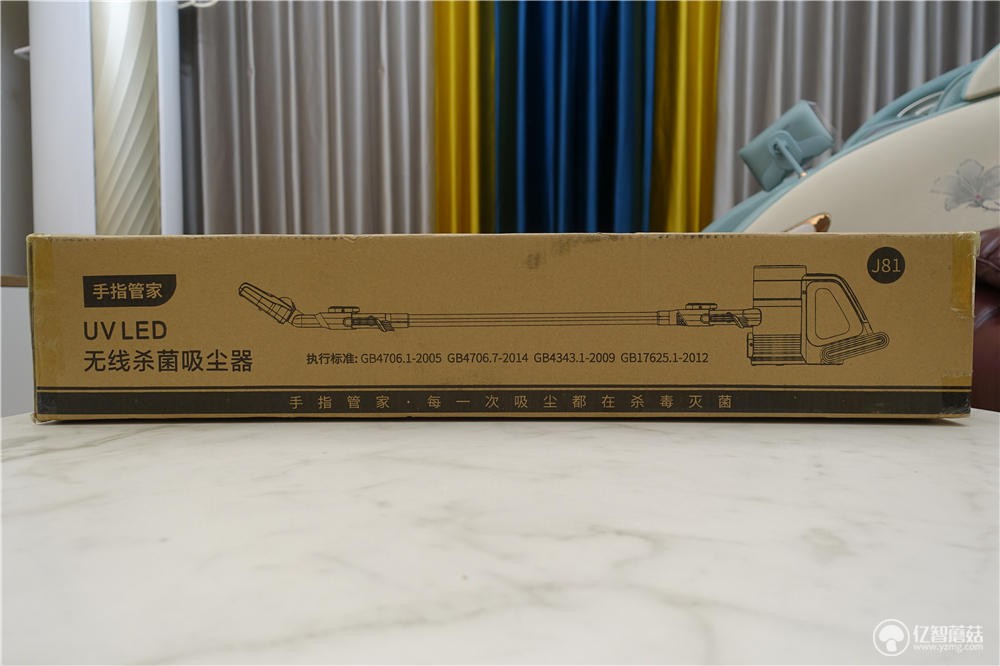 手指管家
UV LED
无线杀菌吸尘器
J81
执行标准: GB4706.1-2005 GB4706.7-2014 GB4343.1-2009 GB17625.1-2012
手指管家·每一次吸尘都在杀毒灭菌
亿智蘑菇
www.yzmg.com